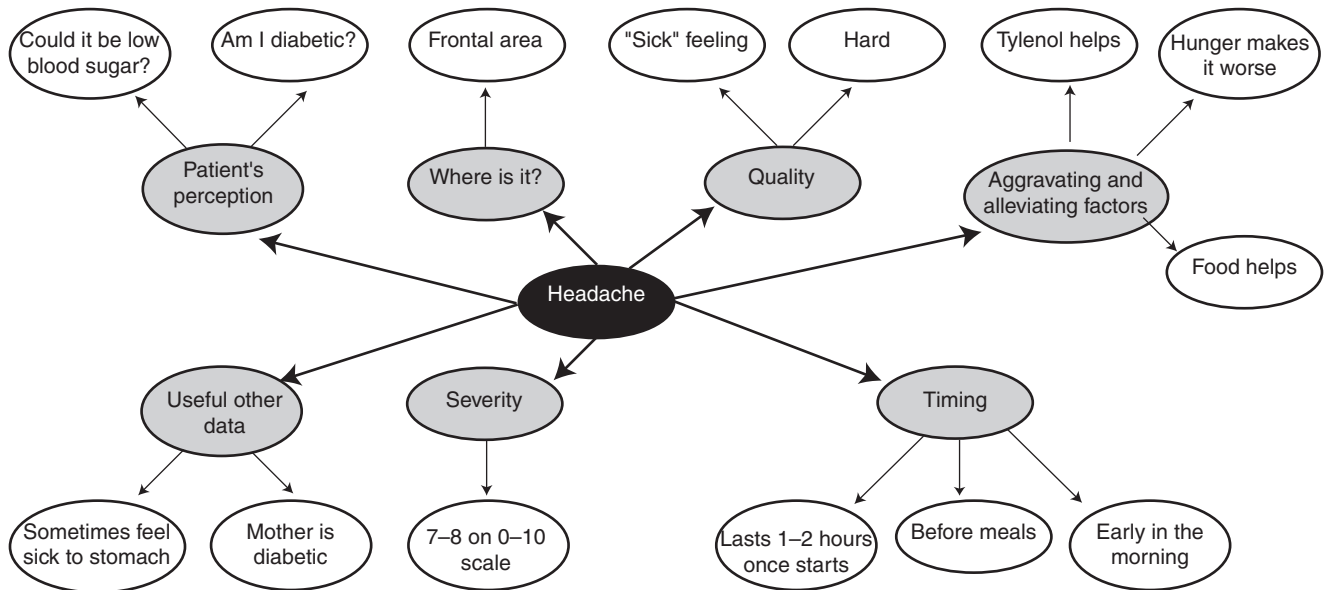 Could it be low
blood sugar?
Am I diabetic?
Frontal area
"Sick" feeling
Hard
Tylenol helps
Hunger makes
it worse
Patient's
perception
Where is it?
Quality
Aggravating and
alleviating factors
Food helps
Headache
Useful other
data
Severity
Timing
Sometimes feel
sick to stomach
Mother is
diabetic
7–8 on 0–10
scale
Lasts 1–2 hours
once starts
Before meals
Early in the
morning